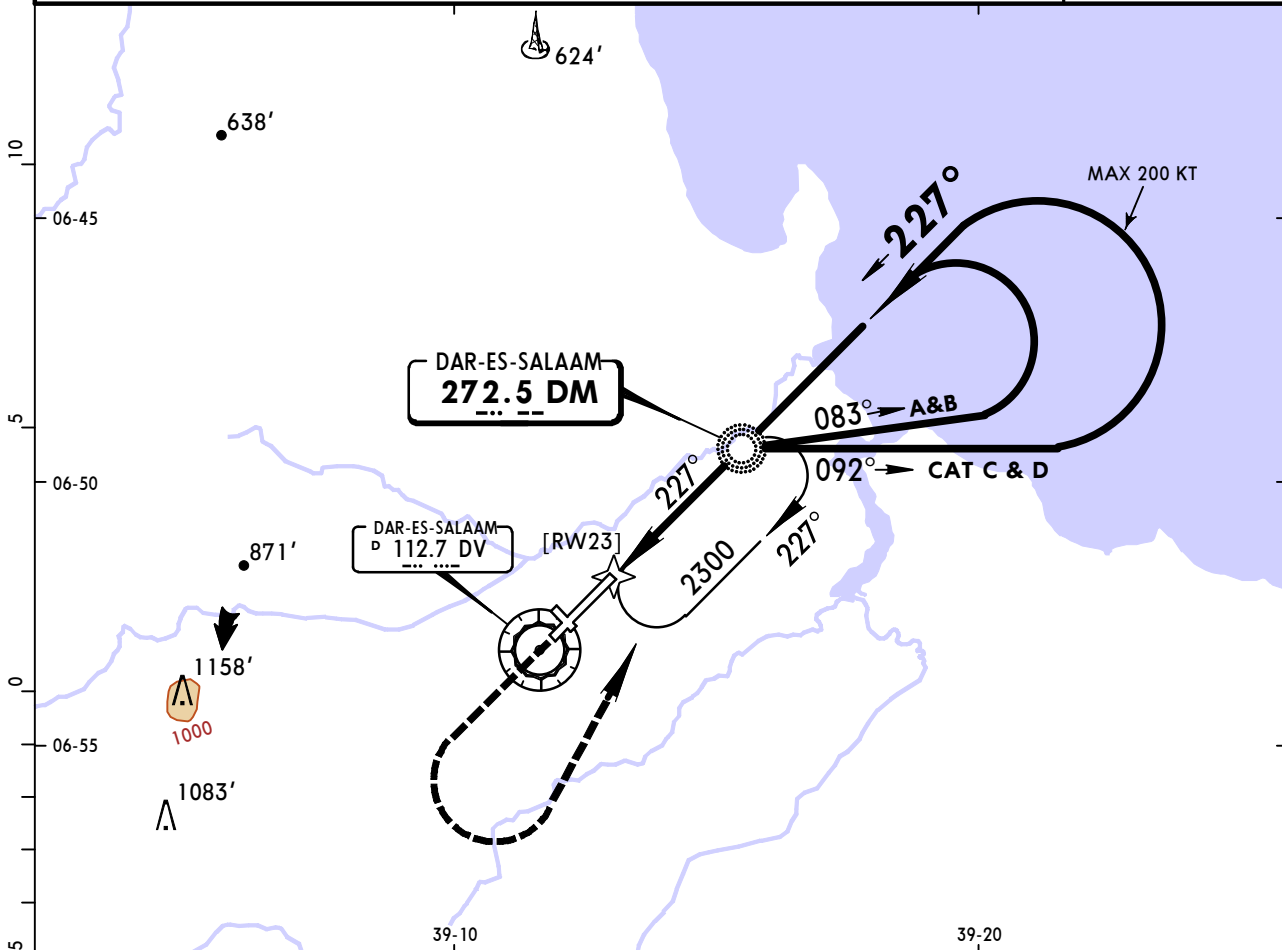 624'
638'
10
MAX 200 KT
227°
06-45
DAR-ES-SALAAM
272.5 DM
083° A&B
5
092° CAT C & D
227°
06-50
DAR-ES-SALAAM
D 112.7 DV
[RW23]
227°
871'
2300
1158'
0
1000
06-55
1083'
39-10
39-20
5